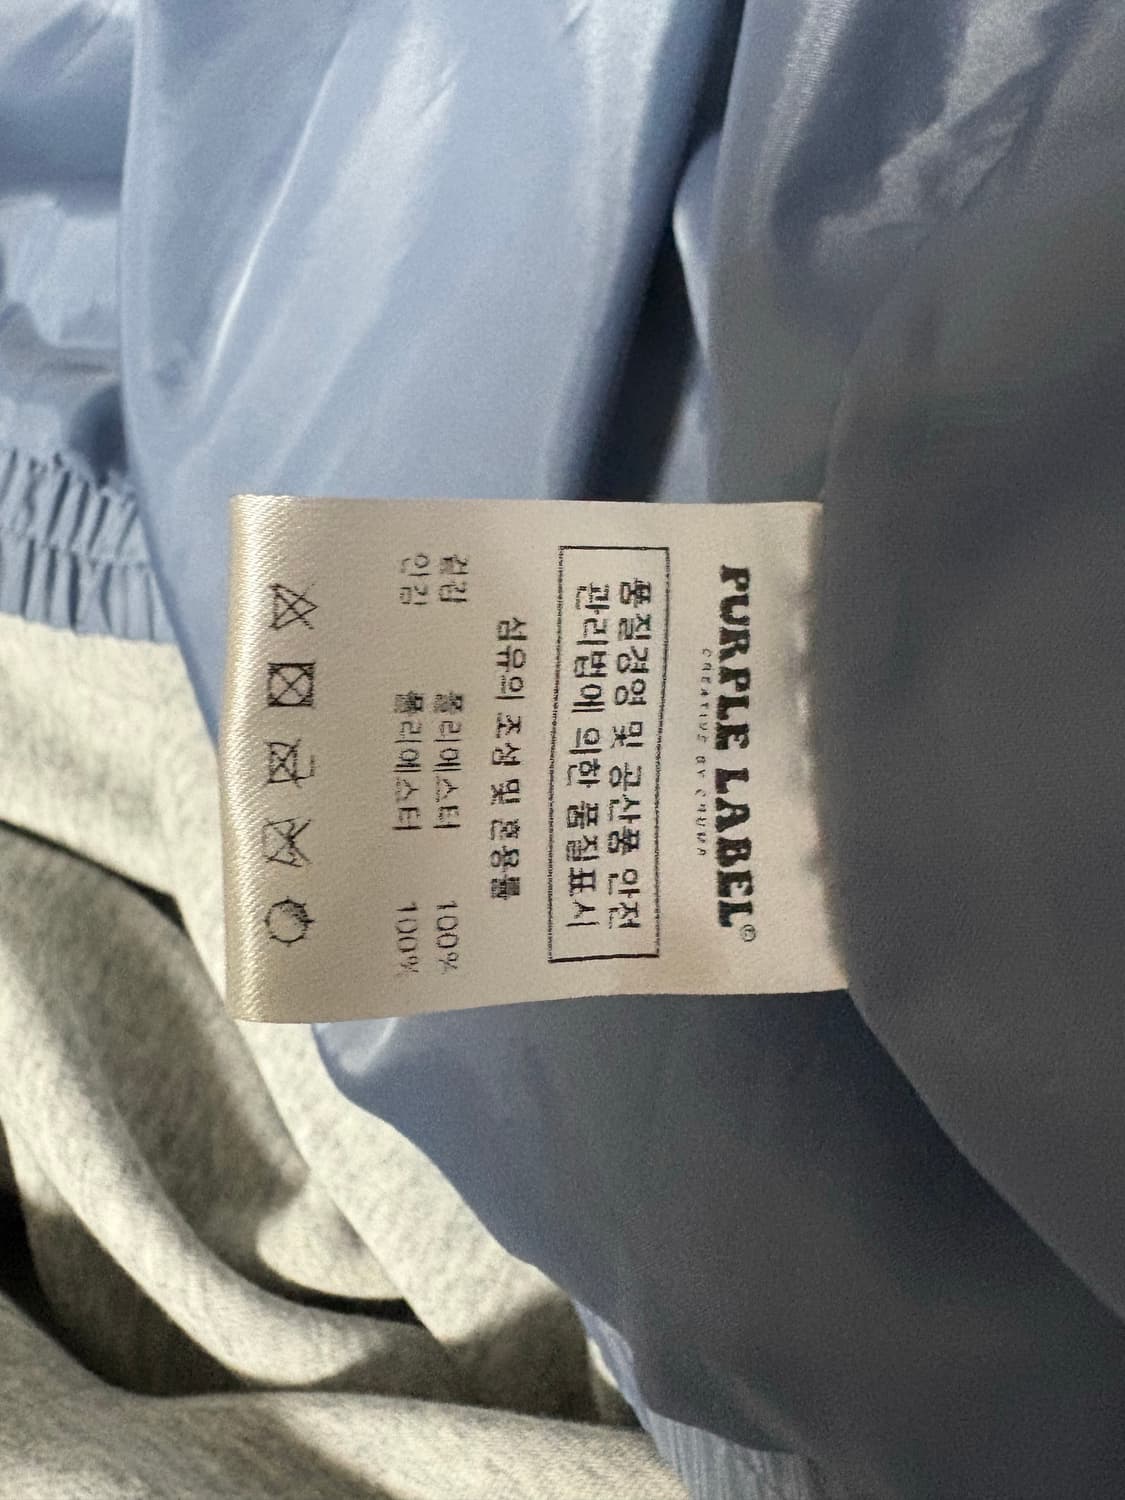 PURPLE LABEL®
CREATIVE BY CHUMA
품질경영 및 공산품 안전
관리법에 의한 품질표시
섬유의 조성 및 혼용률
겉감 폴리에스터 100%
안감 폴리에스터 100%